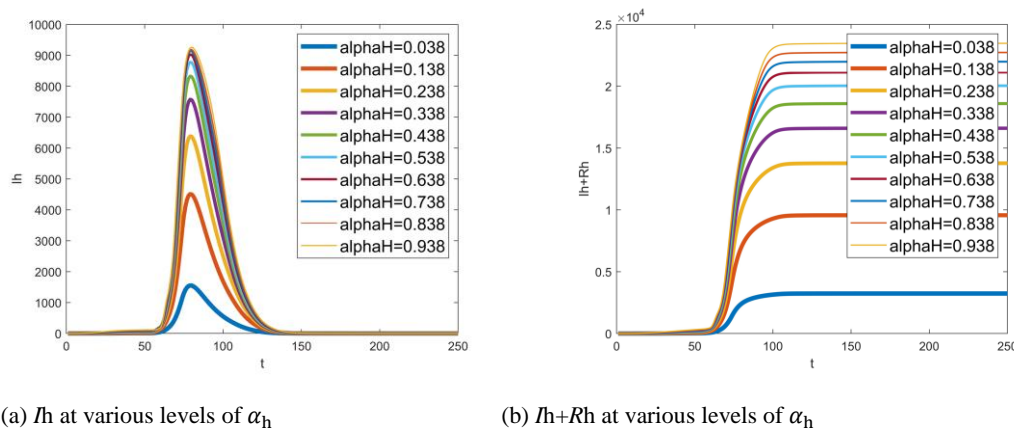 10000
9000
8000
7000
6000
5000
4000
3000
2000
1000
0
Ih
0 50 100 150 200 250
t
alphaH=0.038
alphaH=0.138
alphaH=0.238
alphaH=0.338
alphaH=0.438
alphaH=0.538
alphaH=0.638
alphaH=0.738
alphaH=0.838
alphaH=0.938
×10⁴
2.5
2
1.5
1
0.5
0
Ih+Rh
0 50 100 150 200 250
t
alphaH=0.038
alphaH=0.138
alphaH=0.238
alphaH=0.338
alphaH=0.438
alphaH=0.538
alphaH=0.638
alphaH=0.738
alphaH=0.838
alphaH=0.938
(a) Ih at various levels of αₕ
(b) Ih+Rh at various levels of αₕ